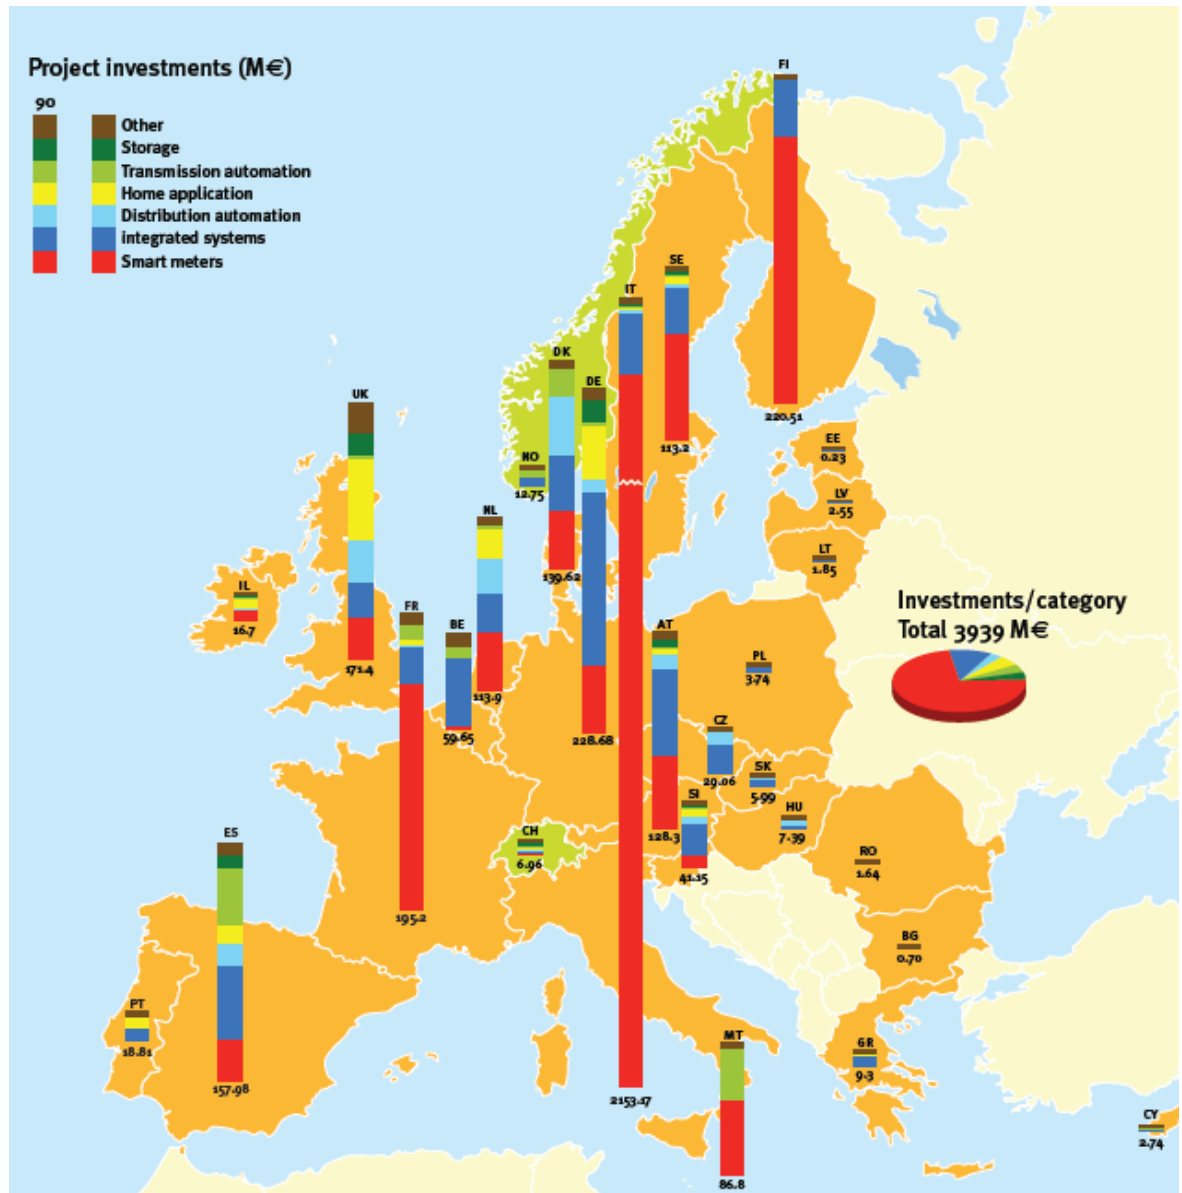 Project investments (M€)
90
Other
Storage
Transmission automation
Home application
Distribution automation
integrated systems
Smart meters
FI
220.51
SE
113.2
IT
2153.17
DK
139.62
DE
228.68
UK
171.4
NO
12.75
EE
0.23
LV
2.55
LT
1.85
NL
113.9
IL
16.7
FR
195.2
BE
59.65
AT
128.3
PL
3.74
Investments/category
Total 3939 M€
CZ
29.06
SK
5.99
SI
41.15
HU
7.39
CH
6.96
RO
1.64
ES
157.98
BG
0.70
PT
18.81
MT
86.8
GR
9.3
CY
2.74